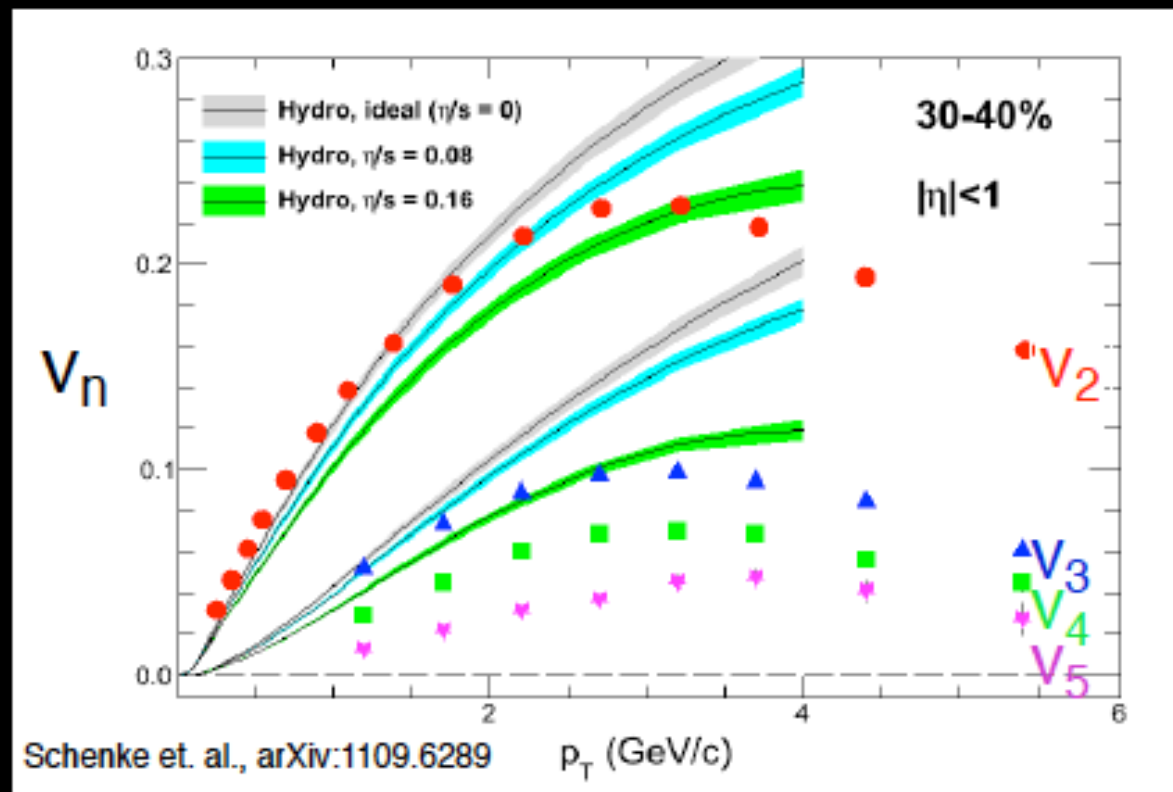 0.3
Hydro, ideal (η/s = 0)
Hydro, η/s = 0.08
Hydro, η/s = 0.16
30-40%
|η|<1
0.2
Vn
V2
0.1
V3
V4
V5
0.0
2 4 6
Schenke et. al., arXiv:1109.6289 pT (GeV/c)